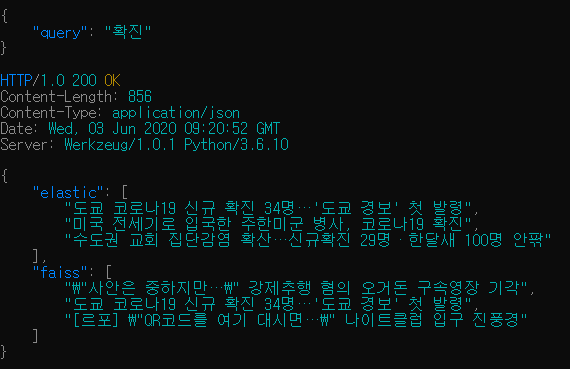 {
    "query": "확진"
}
HTTP/1.0 200 OK
Content-Length: 856
Content-Type: application/json
Date: Wed, 03 Jun 2020 09:20:52 GMT
Server: Werkzeug/1.0.1 Python/3.6.10
{
    "elastic": [
        "도쿄 코로나19 신규 확진 34명…'도쿄 경보' 첫 발령",
        "미국 전세기로 입국한 주한미군 병사, 코로나19 확진",
        "수도권 교회 집단감염 확산…신규확진 29명·한달새 100명 안팎"
    ],
    "faiss": [
        "₩"사안은 중하지만…₩" 강제추행 혐의 오거돈 구속영장 기각",
        "도쿄 코로나19 신규 확진 34명…'도쿄 경보' 첫 발령",
        "[르포] ₩"QR코드를 여기 대시면…₩" 나이트클럽 입구 진풍경"
    ]
}